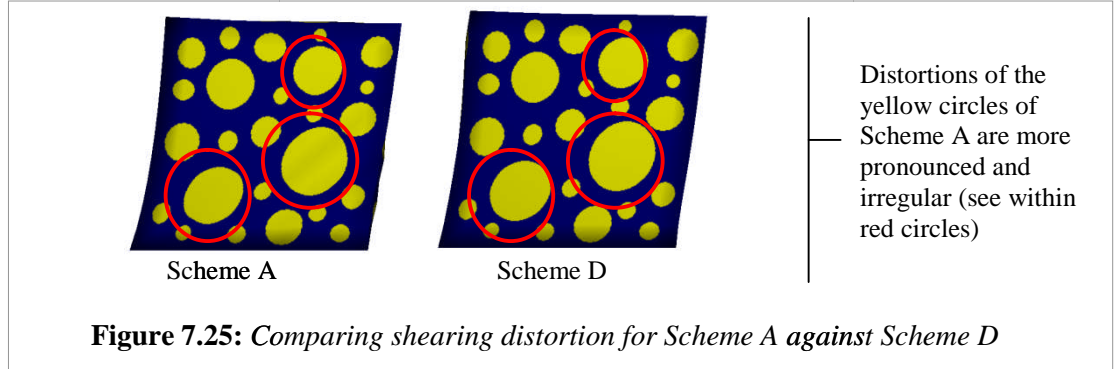 Distortions of the
yellow circles of
Scheme A are more
pronounced and
irregular (see within
red circles)
Scheme A
Scheme D
Figure 7.25: Comparing shearing distortion for Scheme A against Scheme D